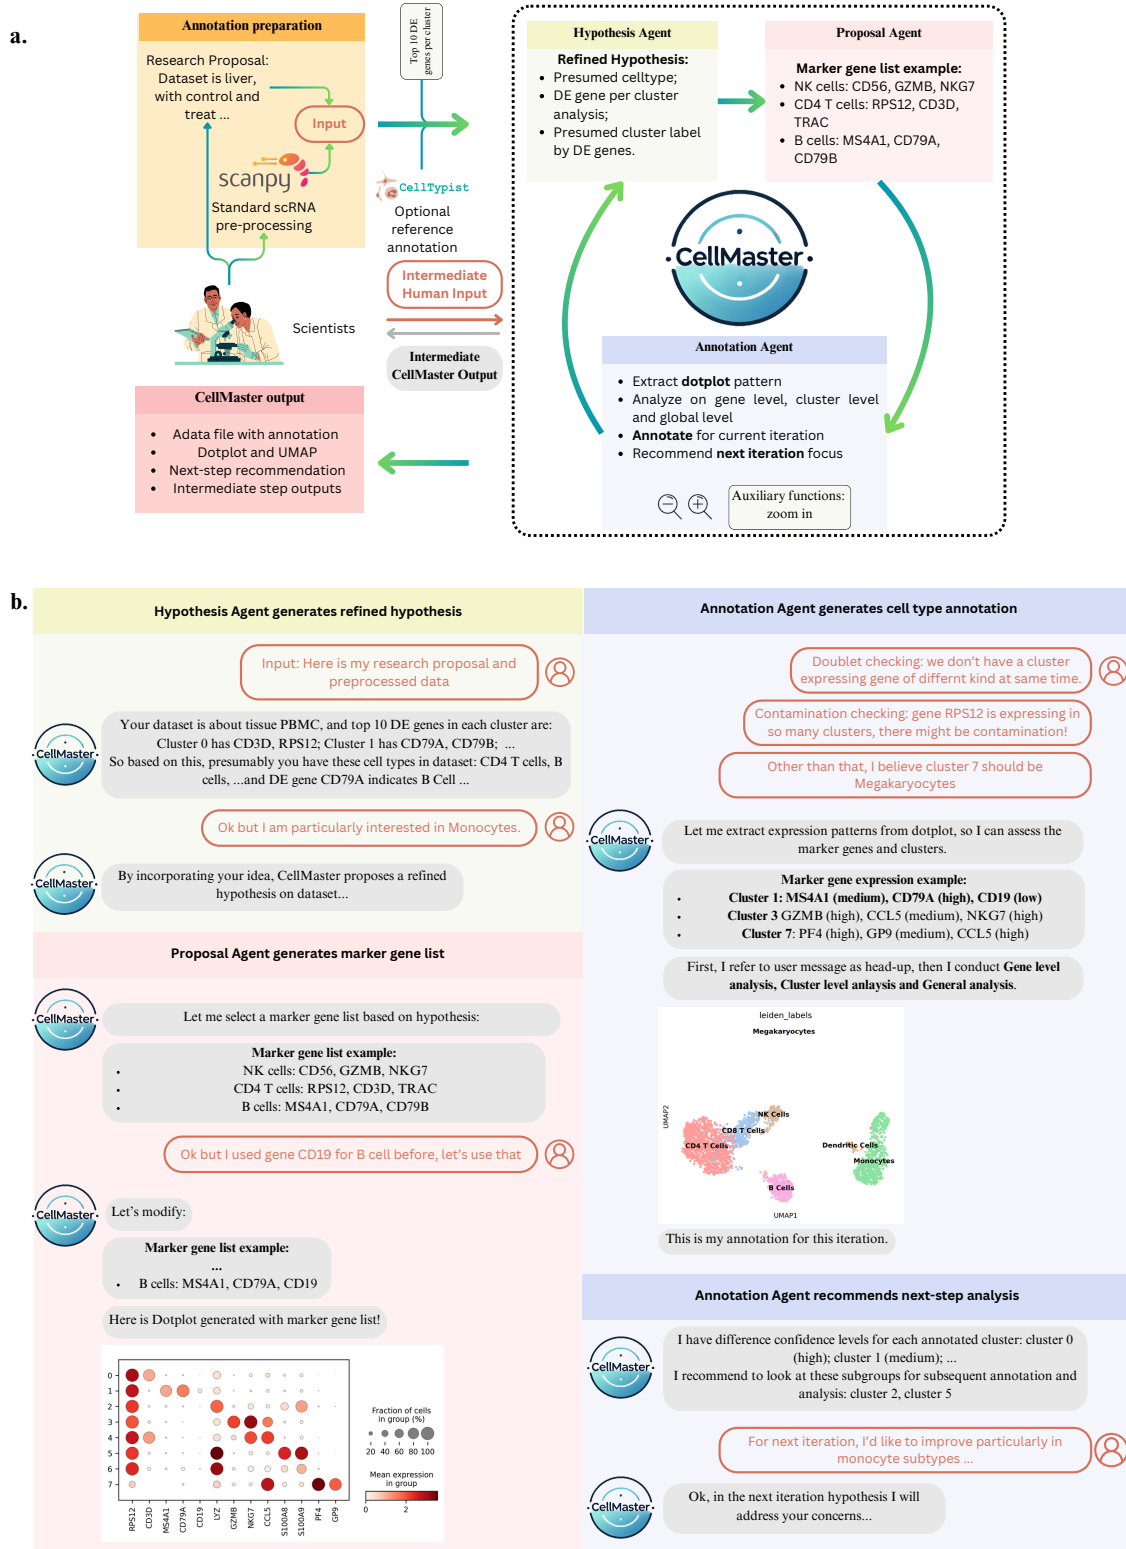 a.
Annotation preparation
Research Proposal:
Dataset is liver,
with control and
treat ...
Input
scanpy
Standard scRNA
pre-processing
Scientists
Top 10 DE
genes per cluster
CellTypist
Optional
reference
annotation
Intermediate
Human Input
Intermediate
CellMaster Output
CellMaster output
• Adata file with annotation
• Dotplot and UMAP
• Next-step recommendation
• Intermediate step outputs
Hypothesis Agent
Refined Hypothesis:
• Presumed celltype;
• DE gene per cluster
analysis;
• Presumed cluster label
by DE genes.
Proposal Agent
Marker gene list example:
• NK cells: CD56, GZMB, NKG7
• CD4 T cells: RPS12, CD3D,
TRAC
• B cells: MS4A1, CD79A,
CD79B
CellMaster
Annotation Agent
• Extract dotplot pattern
• Analyze on gene level, cluster level
and global level
• Annotate for current iteration
• Recommend next iteration focus
Auxiliary functions:
zoom in
b.
Hypothesis Agent generates refined hypothesis
Input: Here is my research proposal and
preprocessed data
CellMaster
Your dataset is about tissue PBMC, and top 10 DE genes in each cluster are:
Cluster 0 has CD3D, RPS12; Cluster 1 has CD79A, CD79B; ...
So based on this, presumably you have these cell types in dataset: CD4 T cells, B
cells, ...and DE gene CD79A indicates B Cell ...
Ok but I am particularly interested in Monocytes.
CellMaster
By incorporating your idea, CellMaster proposes a refined
hypothesis on dataset...
Proposal Agent generates marker gene list
CellMaster
Let me select a marker gene list based on hypothesis:
Marker gene list example:
• NK cells: CD56, GZMB, NKG7
• CD4 T cells: RPS12, CD3D, TRAC
• B cells: MS4A1, CD79A, CD79B
Ok but I used gene CD19 for B cell before, let's use that
CellMaster
Let's modify:
Marker gene list example:
...
• B cells: MS4A1, CD79A, CD19
Here is Dotplot generated with marker gene list!
0
1
2
3
4
5
6
7
RPS12
CD3D
MS4A1
CD79A
CD19
LYZ
GZMB
NKG7
CCL5
S100A8
S100A9
PF4
GP9
Fraction of cells
in group (%)
20 40 60 80 100
Mean expression
in group
0 2
Annotation Agent generates cell type annotation
Doublet checking: we don't have a cluster
expressing gene of differnt kind at same time.
Contamination checking: gene RPS12 is expressing in
so many clusters, there might be contamination!
Other than that, I believe cluster 7 should be
Megakaryocytes
CellMaster
Let me extract expression patterns from dotplot, so I can assess the
marker genes and clusters.
Marker gene expression example:
• Cluster 1: MS4A1 (medium), CD79A (high), CD19 (low)
• Cluster 3 GZMB (high), CCL5 (medium), NKG7 (high)
• Cluster 7: PF4 (high), GP9 (medium), CCL5 (high)
First, I refer to user message as head-up, then I conduct Gene level
analysis, Cluster level anlaysis and General analysis.
leiden_labels
Megakaryocytes
NK Cells
CD8 T Cells
CD4 T Cells
Dendritic Cells
Monocytes
B Cells
UMAP2
UMAP1
This is my annotation for this iteration.
Annotation Agent recommends next-step analysis
CellMaster
I have difference confidence levels for each annotated cluster: cluster 0
(high); cluster 1 (medium); ...
I recommend to look at these subgroups for subsequent annotation and
analysis: cluster 2, cluster 5
For next iteration, I'd like to improve particularly in
monocyte subtypes ...
CellMaster
Ok, in the next iteration hypothesis I will
address your concerns...